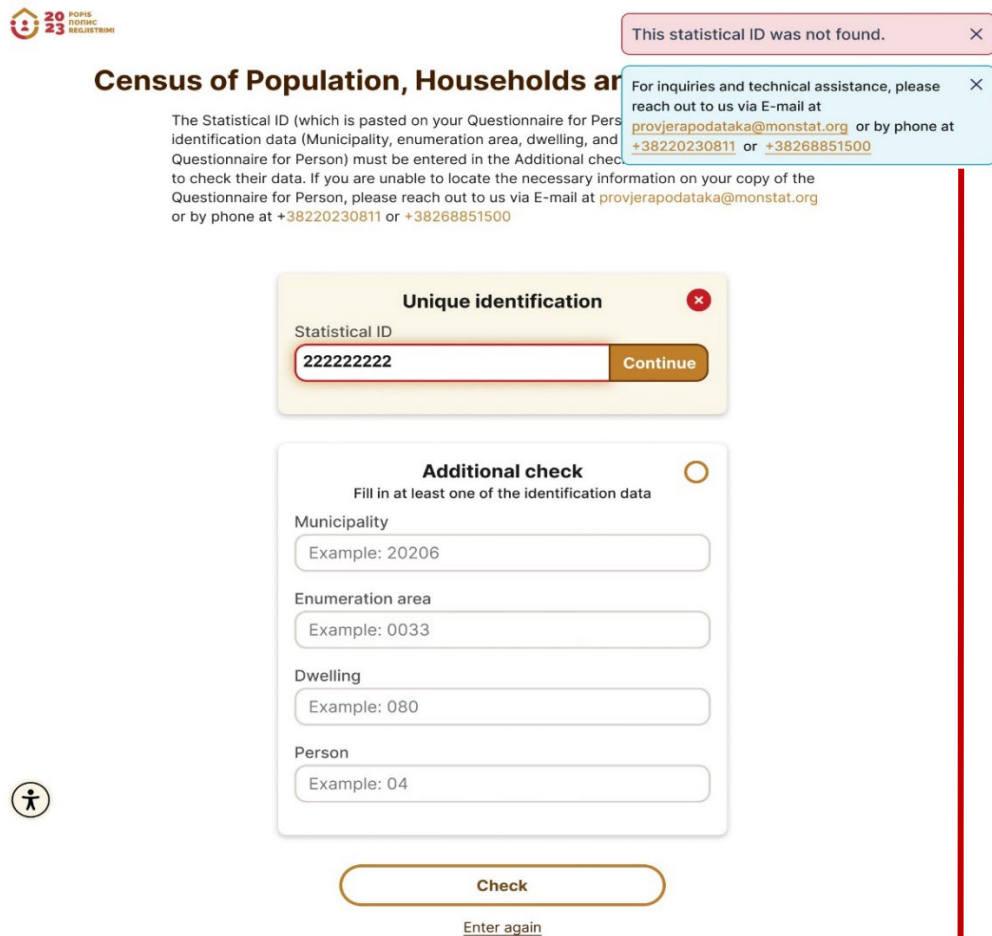 2023 POPIS
ПОПИС
REGJISTRIMI
This statistical ID was not found.
For inquiries and technical assistance, please
reach out to us via E-mail at
provjerapodataka@monstat.org or by phone at
+38220230811 or +38268851500
Census of Population, Households
The Statistical ID (which is pasted on your Questionnaire for
identification data (Municipality, enumeration area, dwelling, and
Questionnaire for Person) must be entered in the Additional
to check their data. If you are unable to locate the necessary information on your copy of the
Questionnaire for Person, please reach out to us via E-mail at provjerapodataka@monstat.org
or by phone at +38220230811 or +38268851500
Unique identification
Statistical ID
222222222
Continue
Additional check
Fill in at least one of the identification data
Municipality
Example: 20206
Enumeration area
Example: 0033
Dwelling
Example: 080
Person
Example: 04
Check
Enter again